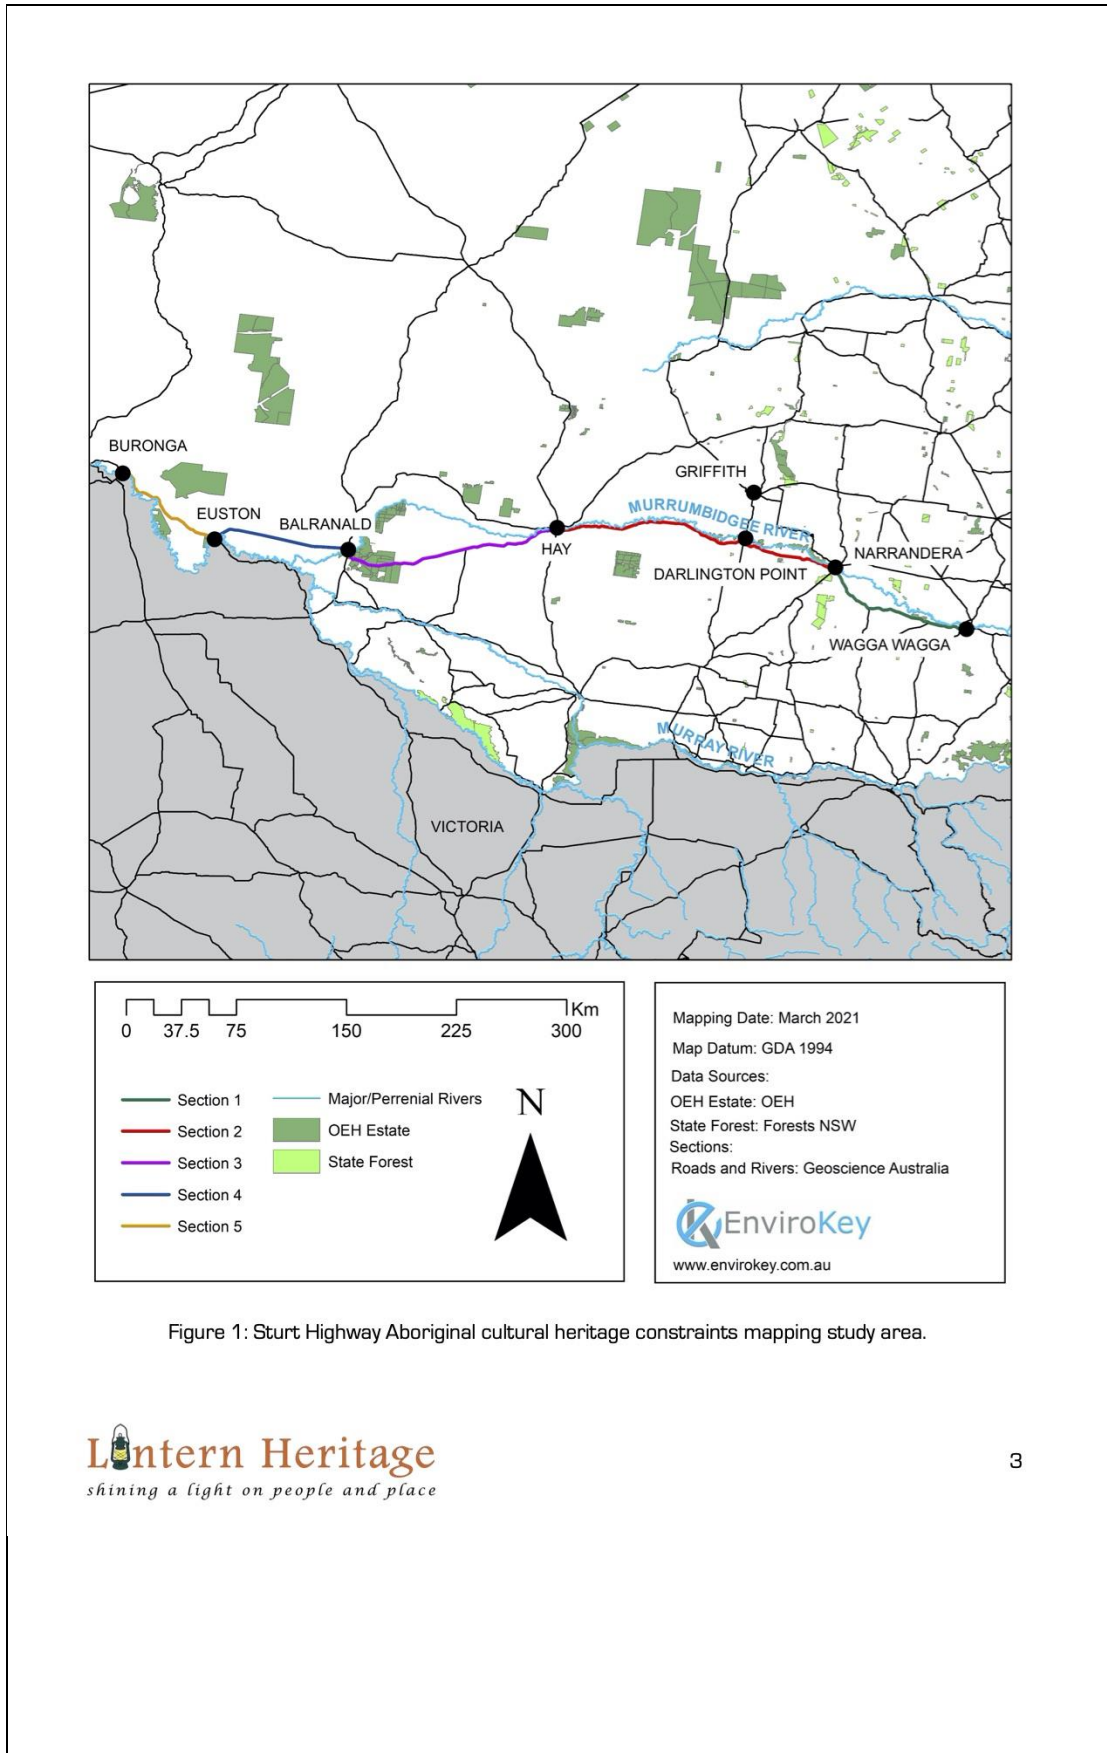 BURONGA
GRIFFITH
MURRUMBIDGEE RIVER
EUSTON
BALRANALD
HAY
NARRANDERA
DARLINGTON POINT
WAGGA WAGGA
MURRAY RIVER
VICTORIA
Km
0 37.5 75 150 225 300
Section 1
Section 2
Section 3
Section 4
Section 5
Major/Perrenial Rivers
OEH Estate
State Forest
N
Mapping Date: March 2021
Map Datum: GDA 1994
Data Sources:
OEH Estate: OEH
State Forest: Forests NSW
Sections:
Roads and Rivers: Geoscience Australia
EnviroKey
www.envirokey.com.au
Figure 1: Sturt Highway Aboriginal cultural heritage constraints mapping study area.
Lantern Heritage
shining a light on people and place
3